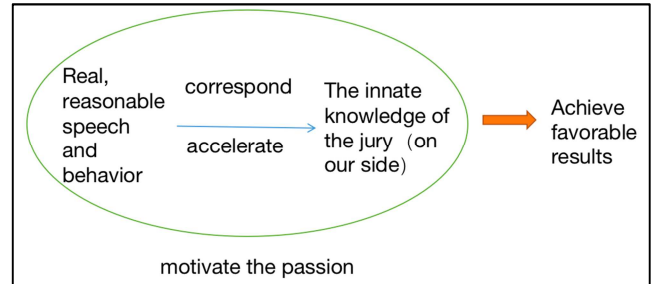 Real,
reasonable
speech
and
behavior
correspond
accelerate
The innate
knowledge of
the jury（on
our side）
Achieve
favorable
results
motivate the passion